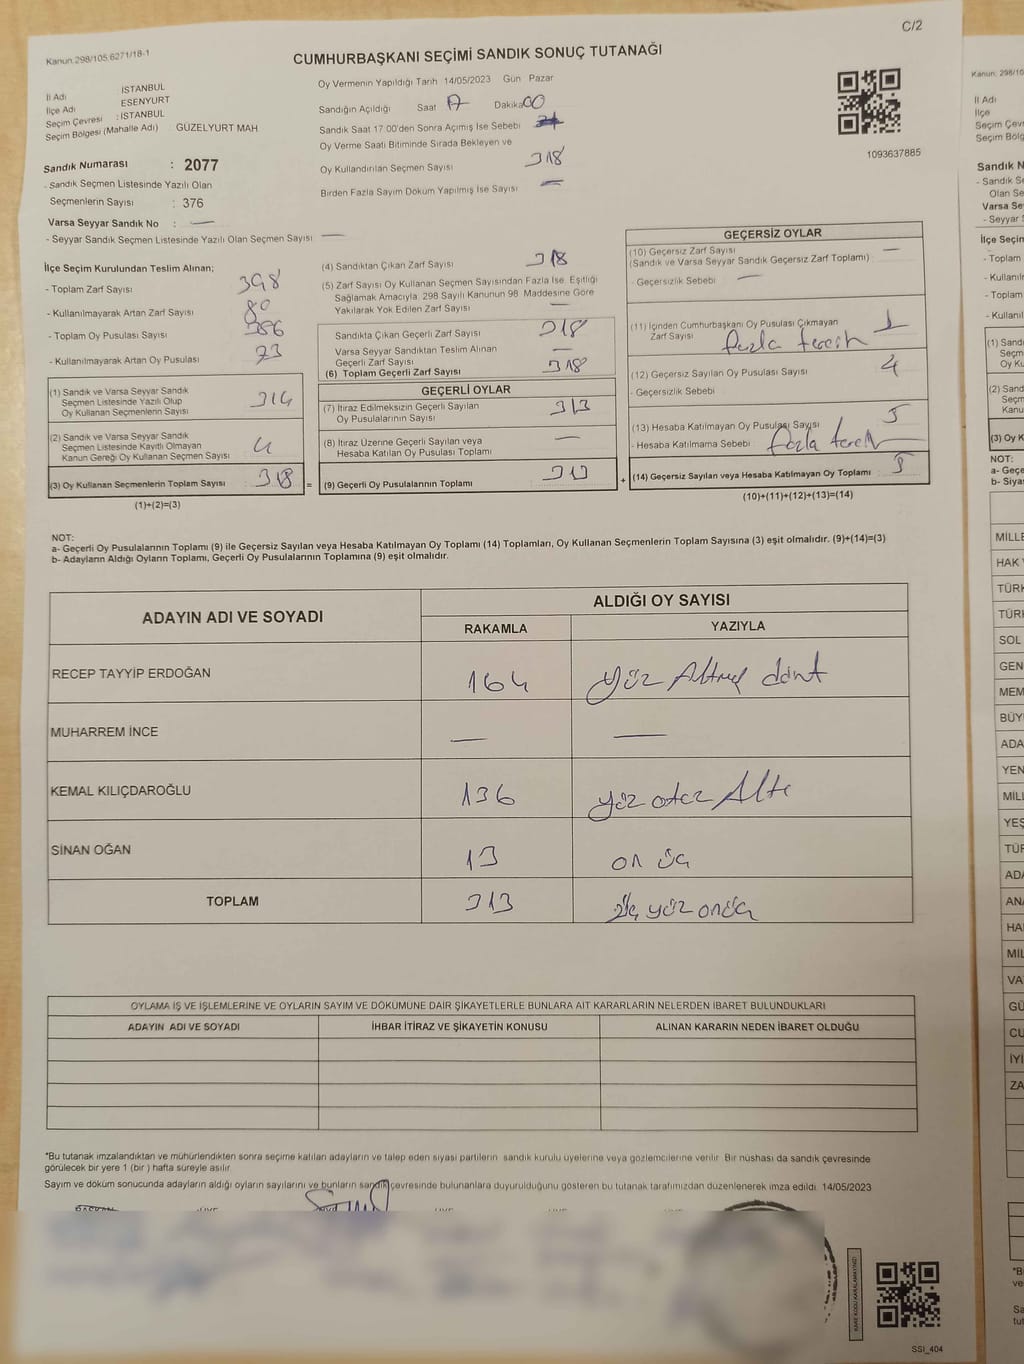 C/2
Kanun:298/105,6271/18-1
CUMHURBAŞKANI SEÇİMİ SANDIK SONUÇ TUTANAĞI
İl Adı : İSTANBUL
İlçe Adı : ESENYURT
Seçim Çevresi : İSTANBUL
Seçim Bölgesi (Mahalle Adı) GÜZELYURT MAH.
Sandık Numarası : 2077
- Sandık Seçmen Listesinde Yazılı Olan
Seçmenlerin Sayısı : 376
Varsa Seyyar Sandık No : —
- Seyyar Sandık Seçmen Listesinde Yazılı Olan Seçmen Sayısı —
Oy Vermenin Yapıldığı Tarih 14/05/2023 Gün Pazar
Sandığın Açıldığı Saat 17 Dakika 00
Sandık Saat 17:00'den Sonra Açımış İse Sebebi
Oy Verme Saati Bitiminde Sırada Bekleyen ve
Oy Kullandırılan Seçmen Sayısı 318
Birden Fazla Sayım Döküm Yapılmış İse Sayısı —
1093637885
İlçe Seçim Kurulundan Teslim Alınan;
- Toplam Zarf Sayısı 398
- Kullanılmayarak Artan Zarf Sayısı 80
- Toplam Oy Pusulası Sayısı
- Kullanılmayarak Artan Oy Pusulası 73
(1) Sandık ve Varsa Seyyar Sandık
Seçmen Listesinde Yazılı Olup
Oy Kullanan Seçmenlerin Sayısı 314
(2) Sandık ve Varsa Seyyar Sandık
Seçmen Listesinde Kayıtlı Olmayan
Kanun Gereği Oy Kullanan Seçmen Sayısı 4
(3) Oy Kullanan Seçmenlerin Toplam Sayısı 318 =
(1)+(2)=(3)
(4) Sandıktan Çıkan Zarf Sayısı 318
(5) Zarf Sayısı Oy Kullanan Seçmen Sayısından Fazla İse, Eşitliği
Sağlamak Amacıyla, 298 Sayılı Kanunun 98. Maddesine Göre
Yakılarak Yok Edilen Zarf Sayısı —
Sandıkta Çıkan Geçerli Zarf Sayısı 318
Varsa Seyyar Sandıktan Teslim Alınan
Geçerli Zarf Sayısı —
(6) Toplam Geçerli Zarf Sayısı 318
GEÇERLİ OYLAR
(7) İtiraz Edilmeksizin Geçerli Sayılan
Oy Pusulalarının Sayısı 313
(8) İtiraz Üzerine Geçerli Sayılan veya
Hesaba Katılan Oy Pusulası Toplamı —
(9) Geçerli Oy Pusulalarının Toplamı 313 +
GEÇERSİZ OYLAR
(10) Geçersiz Zarf Sayısı —
(Sandık ve Varsa Seyyar Sandık Geçersiz Zarf Toplamı)
- Geçersizlik Sebebi —
(11) İçinden Cumhurbaşkanı Oy Pusulası Çıkmayan
Zarf Sayısı 1
fazla tercih
(12) Geçersiz Sayılan Oy Pusulası Sayısı 4
- Geçersizlik Sebebi
(13) Hesaba Katılmayan Oy Pusulası Sayısı 5
- Hesaba Katılmama Sebebi fazla tercih
(14) Geçersiz Sayılan veya Hesaba Katılmayan Oy Toplamı 5
(10)+(11)+(12)+(13)=(14)
NOT:
a- Geçerli Oy Pusulalarının Toplamı (9) ile Geçersiz Sayılan veya Hesaba Katılmayan Oy Toplamı (14) Toplamları, Oy Kullanan Seçmenlerin Toplam Sayısına (3) eşit olmalıdır. (9)+(14)=(3)
b- Adayların Aldığı Oyların Toplamı, Geçerli Oy Pusulalarının Toplamına (9) eşit olmalıdır.
ADAYIN ADI VE SOYADI ALDIĞI OY SAYISI
RAKAMLA YAZIYLA
RECEP TAYYİP ERDOĞAN 164 yüz Altmış dört
MUHARREM İNCE — —
KEMAL KILIÇDAROĞLU 136 yüz otuz Altı
SİNAN OĞAN 13 on üç
TOPLAM 313 üç yüz onüç
OYLAMA İŞ VE İŞLEMLERİNE VE OYLARIN SAYIM VE DÖKÜMÜNE DAİR ŞİKAYETLERLE BUNLARA AİT KARARLARIN NELERDEN İBARET BULUNDUKLARI
ADAYIN ADI VE SOYADI İHBAR İTİRAZ VE ŞİKAYETİN KONUSU ALINAN KARARIN NEDEN İBARET OLDUĞU
*Bu tutanak imzalandıktan ve mühürlendikten sonra seçime katılan adayların ve talep eden siyasi partilerin sandık kurulu üyelerine veya gözlemcilerine verilir. Bir nüshası da sandık çevresinde
görülecek bir yere 1 (bir) hafta süreyle asılır.
Sayım ve döküm sonucunda adayların aldığı oyların sayılarını ve bunların sandık çevresinde bulunanlara duyurulduğunu gösteren bu tutanak tarafımızdan düzenlenerek imza edildi. 14/05/2023
SSI_404